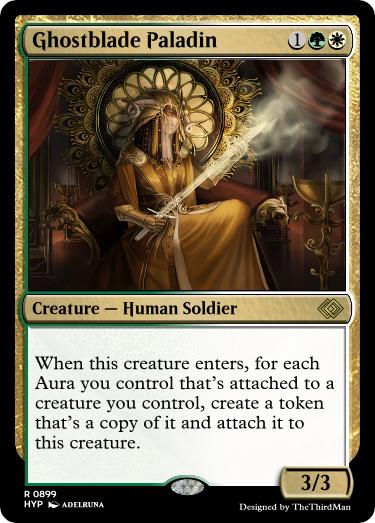 Ghostblade Paladin 1
Creature — Human Soldier
When this creature enters, for each
Aura you control that's attached to a
creature you control, create a token
that's a copy of it and attach it to
this creature.
3/3
R 0899
HYP ADELRUNA
Designed by TheThirdMan